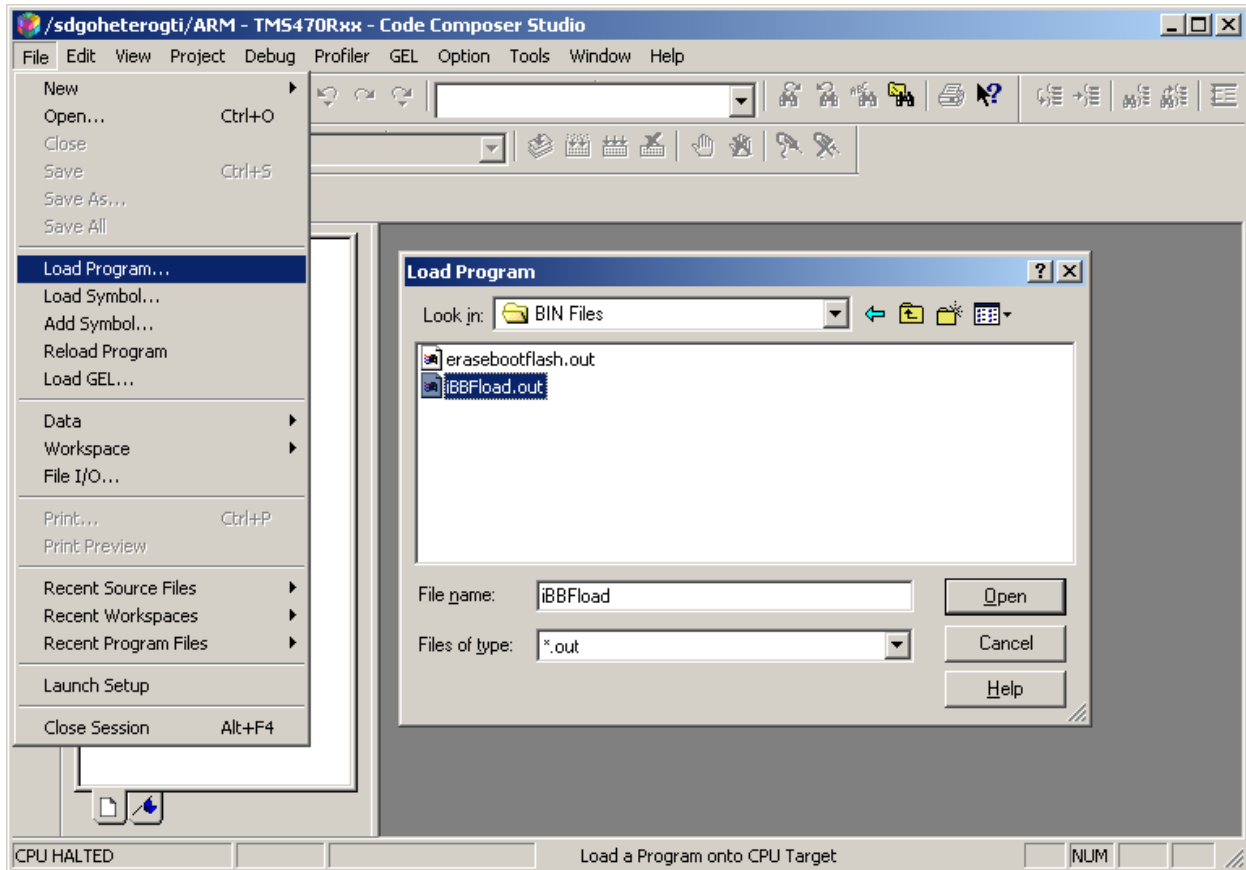 /sdgoheterogti/ARM - TMS470Rxx - Code Composer Studio
File Edit View Project Debug Profiler GEL Option Tools Window Help
New
Open... Ctrl+O
Close
Save Ctrl+S
Save As...
Save All
Load Program...
Load Symbol...
Add Symbol...
Reload Program
Load GEL...
Data
Workspace
File I/O...
Print... Ctrl+P
Print Preview
Recent Source Files
Recent Workspaces
Recent Program Files
Launch Setup
Close Session Alt+F4
Load Program
Look in: BIN Files
erasebootflash.out
iBBFload.out
File name: iBBFload Open
Files of type: *.out Cancel
Help
CPU HALTED Load a Program onto CPU Target NUM